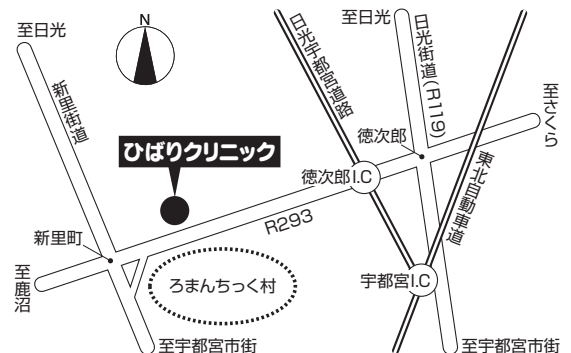 N
至日光
至日光
新里街道
日光宇都宮道路
日光街道(R119)
至さくら
徳次郎
ひばりクリニック
徳次郎I.C
東北自動車道
R293
新里町
至鹿沼
ろまんちっく村
宇都宮I.C
至宇都宮市街
至宇都宮市街